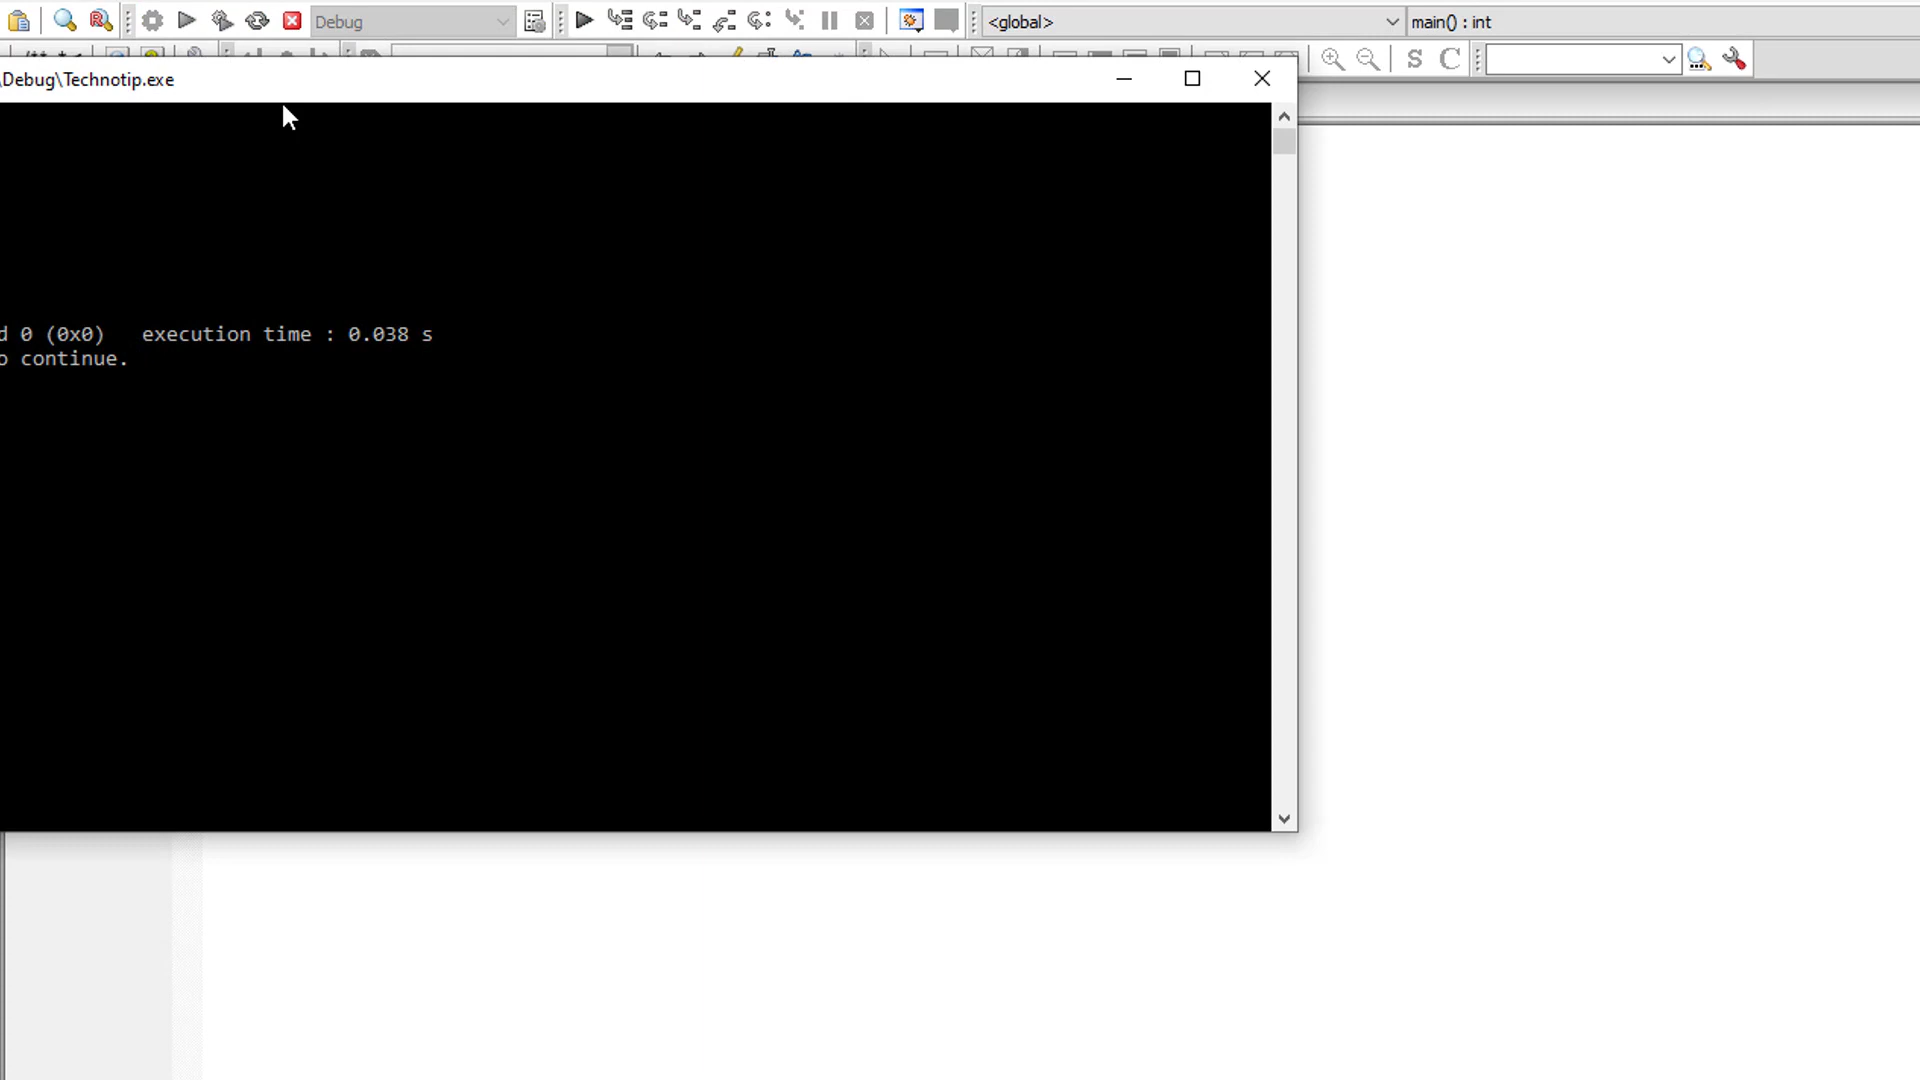 Debug
<global>
main() : int
\Debug\Technotip.exe
S C
d 0 (0x0) execution time : 0.038 s
o continue.